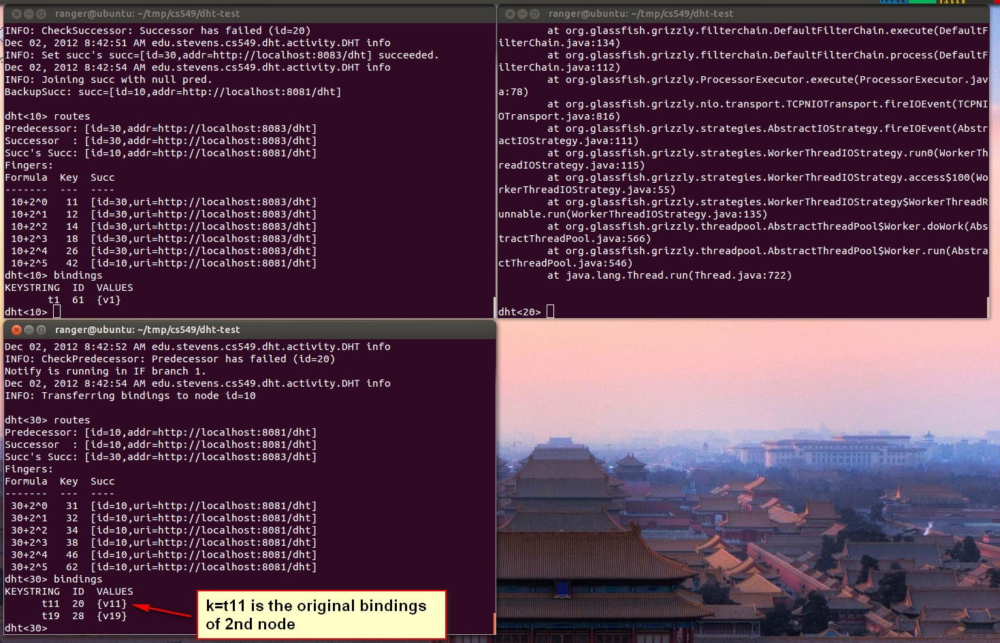 ranger@ubuntu: ~/tmp/cs549/dht-test
INFO: CheckSuccessor: Successor has failed (id=20)
Dec 02, 2012 8:42:51 AM edu.stevens.cs549.dht.activity.DHT info
INFO: Set succ's succ=[id=30,addr=http://localhost:8083/dht] succeeded.
Dec 02, 2012 8:42:54 AM edu.stevens.cs549.dht.activity.DHT info
INFO: Joining succ with null pred.
BackupSucc: succ=[id=10,addr=http://localhost:8081/dht]
dht<10> routes
Predecessor: [id=30,addr=http://localhost:8083/dht]
Successor  : [id=30,addr=http://localhost:8083/dht]
Succ's Succ: [id=10,addr=http://localhost:8081/dht]
Fingers:
Formula  Key  Succ
-------  ---  ----
 10+2^0   11  [id=30,uri=http://localhost:8083/dht]
 10+2^1   12  [id=30,uri=http://localhost:8083/dht]
 10+2^2   14  [id=30,uri=http://localhost:8083/dht]
 10+2^3   18  [id=30,uri=http://localhost:8083/dht]
 10+2^4   26  [id=30,uri=http://localhost:8083/dht]
 10+2^5   42  [id=10,uri=http://localhost:8081/dht]
dht<10> bindings
KEYSTRING  ID  VALUES
       t1  61  {v1}
dht<10>
ranger@ubuntu: ~/tmp/cs549/dht-test
        at org.glassfish.grizzly.filterchain.DefaultFilterChain.execute(DefaultF
ilterChain.java:134)
        at org.glassfish.grizzly.filterchain.DefaultFilterChain.process(DefaultF
ilterChain.java:112)
        at org.glassfish.grizzly.ProcessorExecutor.execute(ProcessorExecutor.jav
a:78)
        at org.glassfish.grizzly.nio.transport.TCPNIOTransport.fireIOEvent(TCPNI
OTransport.java:816)
        at org.glassfish.grizzly.strategies.AbstractIOStrategy.fireIOEvent(Abstr
actIOStrategy.java:111)
        at org.glassfish.grizzly.strategies.WorkerThreadIOStrategy.run0(WorkerTh
readIOStrategy.java:115)
        at org.glassfish.grizzly.strategies.WorkerThreadIOStrategy.access$100(Wo
rkerThreadIOStrategy.java:55)
        at org.glassfish.grizzly.strategies.WorkerThreadIOStrategy$WorkerThreadR
unnable.run(WorkerThreadIOStrategy.java:135)
        at org.glassfish.grizzly.threadpool.AbstractThreadPool$Worker.doWork(Abs
tractThreadPool.java:566)
        at org.glassfish.grizzly.threadpool.AbstractThreadPool$Worker.run(Abstra
ctThreadPool.java:546)
        at java.lang.Thread.run(Thread.java:722)
dht<20>
ranger@ubuntu: ~/tmp/cs549/dht-test
Dec 02, 2012 8:42:52 AM edu.stevens.cs549.dht.activity.DHT info
INFO: CheckPredecessor: Predecessor has failed (id=20)
Notify is running in IF branch 1.
Dec 02, 2012 8:42:54 AM edu.stevens.cs549.dht.activity.DHT info
INFO: Transferring bindings to node id=10
dht<30> routes
Predecessor: [id=10,addr=http://localhost:8081/dht]
Successor  : [id=10,addr=http://localhost:8081/dht]
Succ's Succ: [id=30,addr=http://localhost:8083/dht]
Fingers:
Formula  Key  Succ
-------  ---  ----
 30+2^0   31  [id=10,uri=http://localhost:8081/dht]
 30+2^1   32  [id=10,uri=http://localhost:8081/dht]
 30+2^2   34  [id=10,uri=http://localhost:8081/dht]
 30+2^3   38  [id=10,uri=http://localhost:8081/dht]
 30+2^4   46  [id=10,uri=http://localhost:8081/dht]
 30+2^5   62  [id=10,uri=http://localhost:8081/dht]
dht<30> bindings
KEYSTRING  ID  VALUES
      t11  20  {v11}
      t19  28  {v19}
dht<30>
k=t11 is the original bindings
of 2nd node